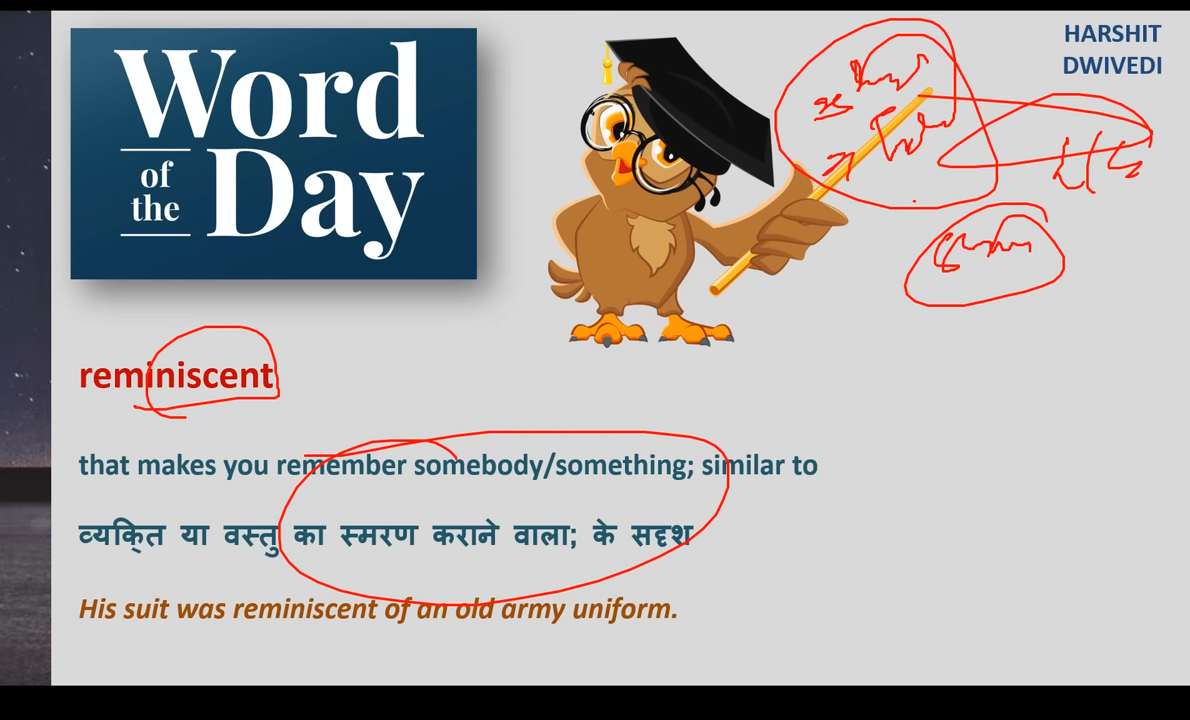 Word
of the
Day
HARSHIT
DWIVEDI
reminiscent
that makes you remember somebody/something; similar to
व्यक्ति या वस्तु का स्मरण कराने वाला; के सदृश
His suit was reminiscent of an old army uniform.